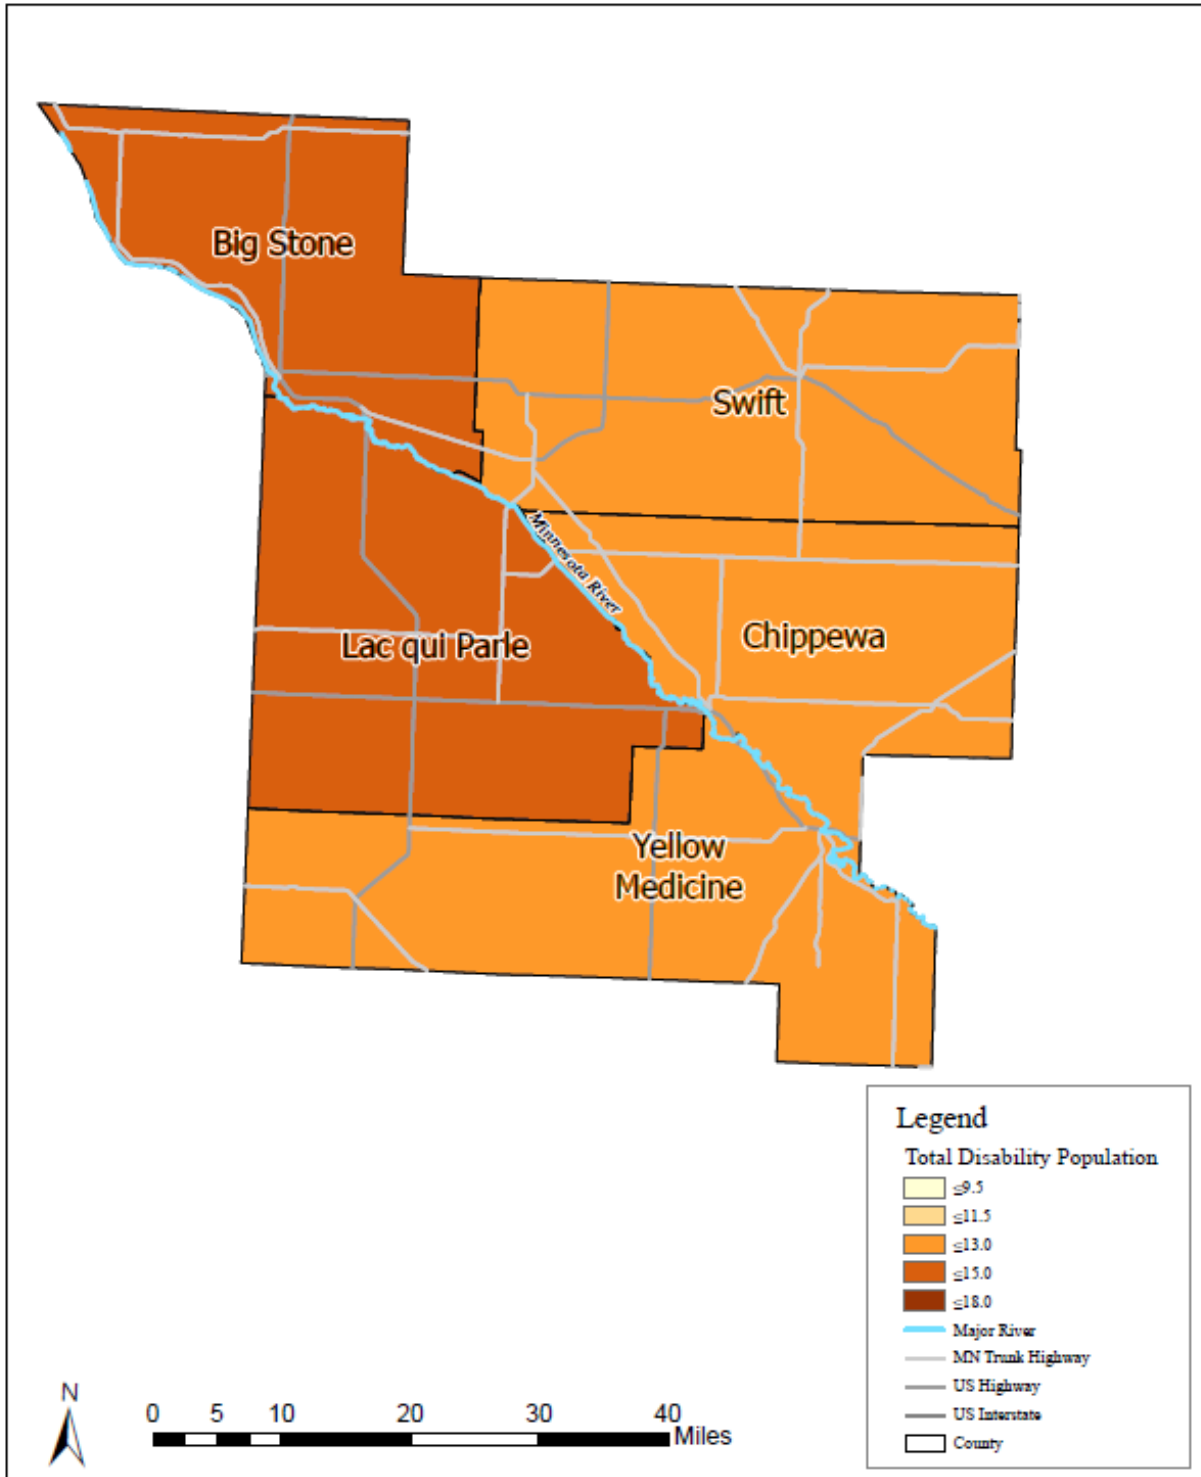 Big Stone
Swift
Minnesota River
Chippewa
Lac qui Parle
Yellow
Medicine
Legend
Total Disability Population
≤9.5
≤11.5
≤13.0
≤15.0
≤18.0
Major River
MN Trunk Highway
US Highway
US Interstate
County
N
0 5 10 20 30 40
Miles